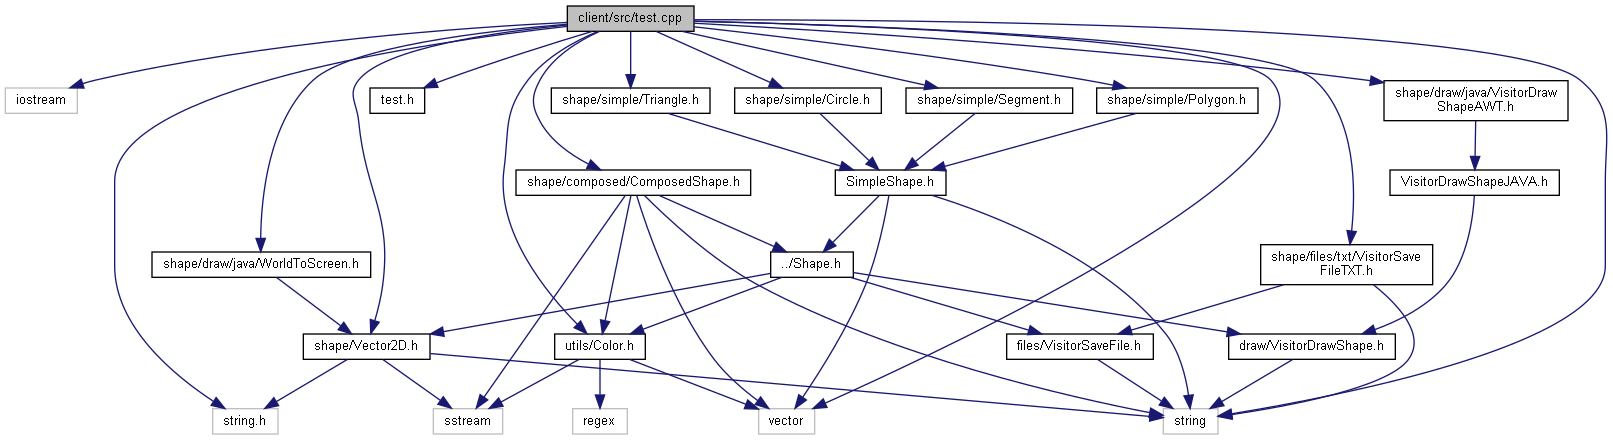 client/src/test.cpp
iostream
test.h
shape/simple/Triangle.h
shape/simple/Circle.h
shape/simple/Segment.h
shape/simple/Polygon.h
shape/draw/java/VisitorDraw
ShapeAWT.h
shape/composed/ComposedShape.h
SimpleShape.h
VisitorDrawShapeJAVA.h
shape/draw/java/WorldToScreen.h
../Shape.h
shape/files/txt/VisitorSave
FileTXT.h
shape/Vector2D.h
utils/Color.h
files/VisitorSaveFile.h
draw/VisitorDrawShape.h
string.h
sstream
regex
vector
string